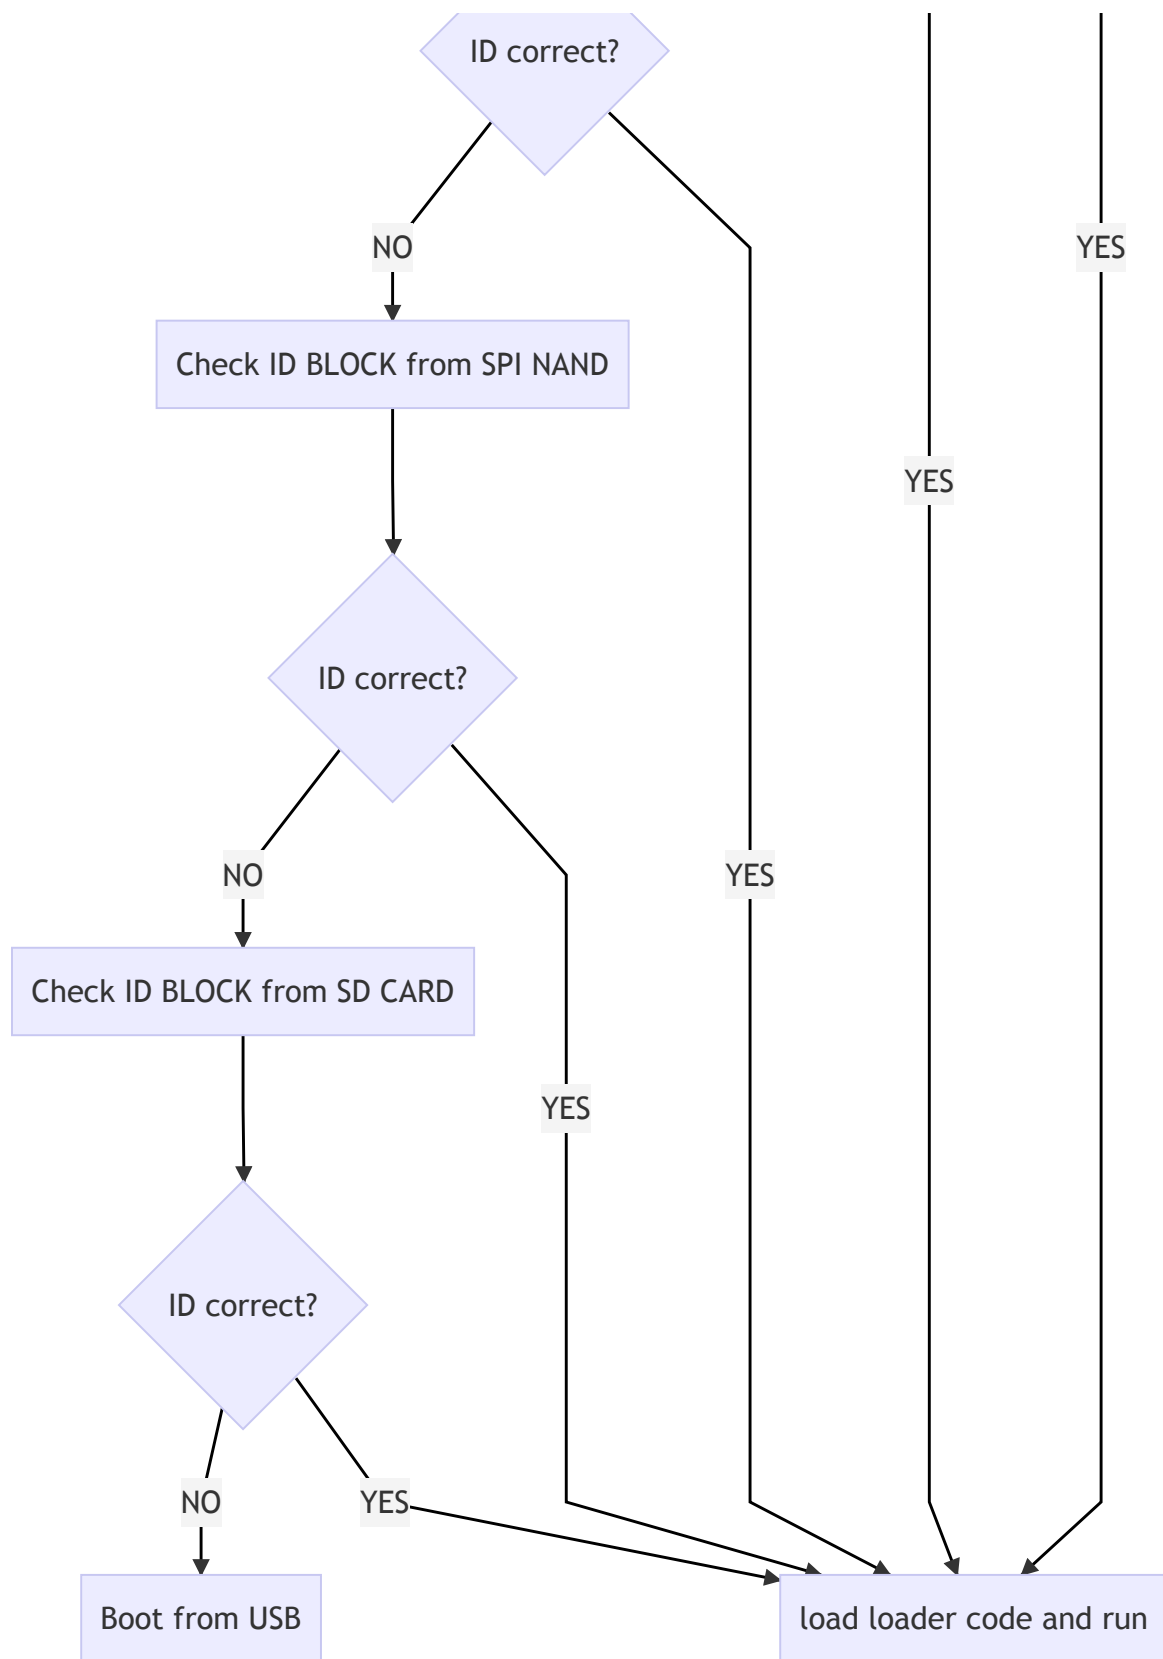 ID correct?
NO
YES
Check ID BLOCK from SPI NAND
YES
ID correct?
NO
YES
Check ID BLOCK from SD CARD
YES
ID correct?
NO
YES
Boot from USB
load loader code and run